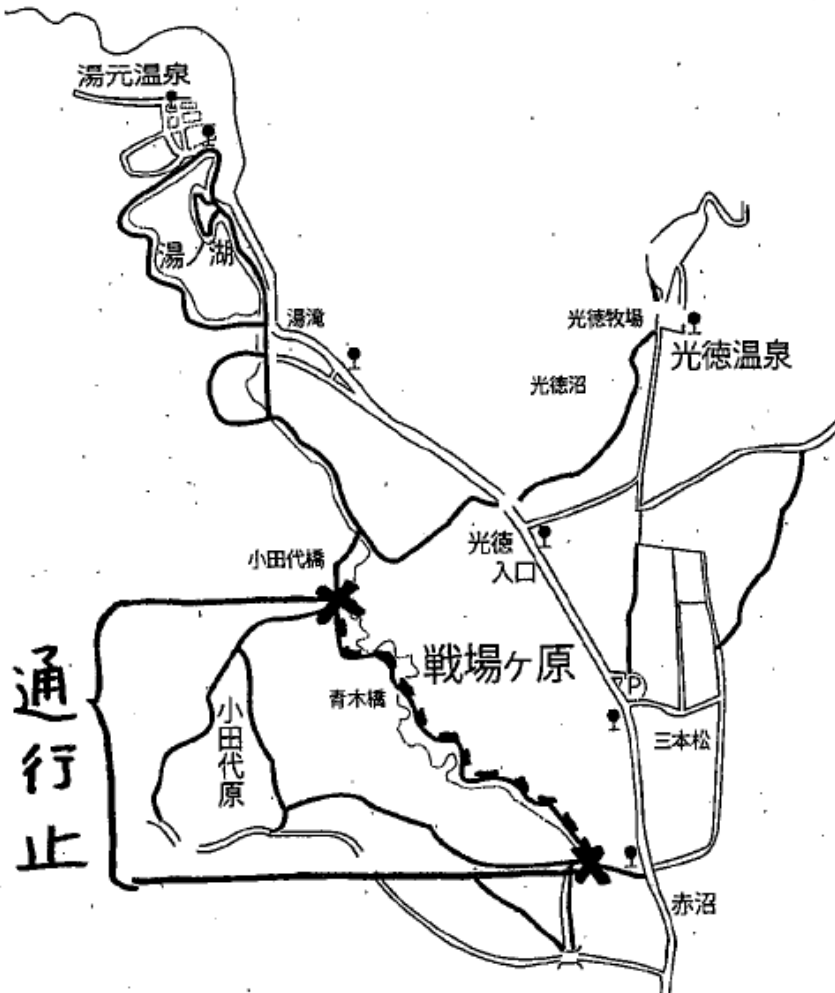 湯元温泉
湯ノ湖
湯滝
光徳牧場
光徳温泉
光徳沼
光徳
入口
小田代橋
戦場ヶ原
P
青木橋
小田代原
三本松
赤沼
通行止